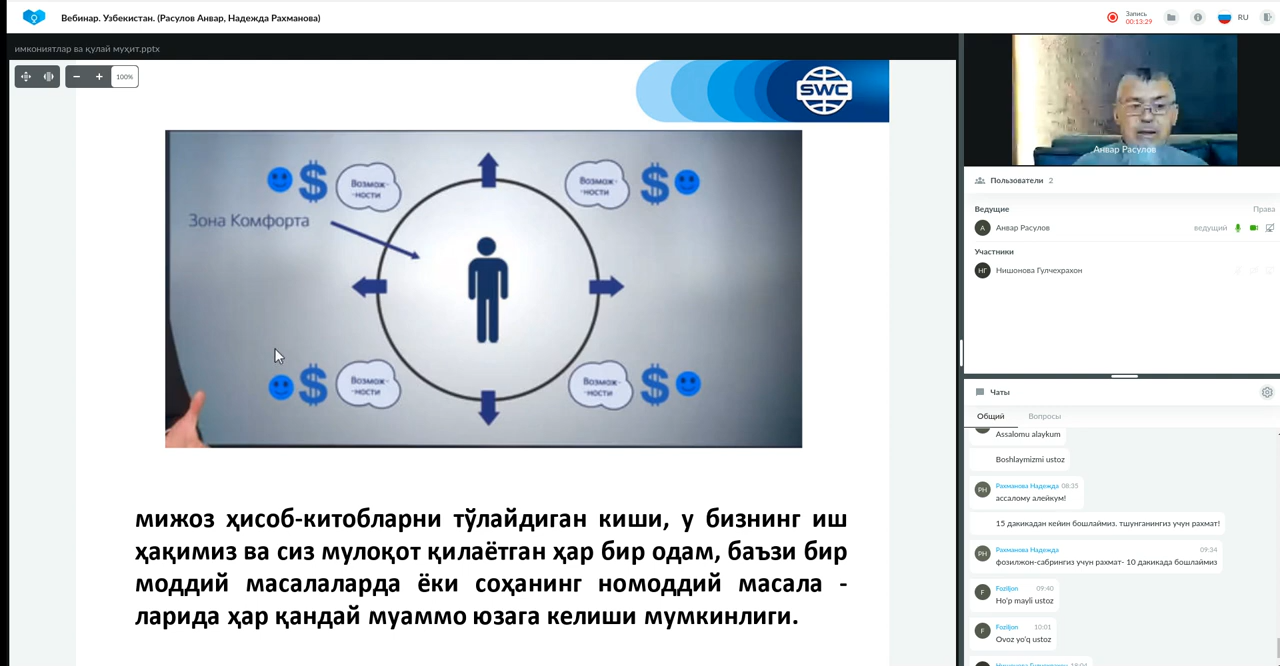 Вебинар. Узбекистан. (Расулов Анвар, Надежда Рахманова)
Запись
00:13:29
RU
имкониятлар ва қулай муҳит.pptx
100%
SWC
Возмож-
-ности
Возмож-
-ности
Зона Комфорта
Возмож-
-ности
Возмож-
-ности
мижоз ҳисоб-китобларни тўлайдиган киши, у бизнинг иш
ҳақимиз ва сиз мулоқот қилаётган ҳар бир одам, баъзи бир
моддий масалаларда ёки соҳанинг номоддий масала -
ларида ҳар қандай муаммо юзага келиши мумкинлиги.
Анвар Расулов
Пользователи 2
Ведущие Права
А Анвар Расулов ведущий
Участники
НГ Нишонова Гулчехрахон
Чаты
Общий Вопросы
Assalomu alaykum
Boshlaymizmi ustoz
РН Рахманова Надежда 08:35
ассалому алейкум!
15 дакикадан кейин бошлаймиз. тшунганингиз учун рахмат!
РН Рахманова Надежда 09:34
фозилжон-сабрингиз учун рахмат- 10 дакикада бошлаймиз
F Foziljon 09:40
Ho'p mayli ustoz
F Foziljon 10:01
Ovoz yo'q ustoz